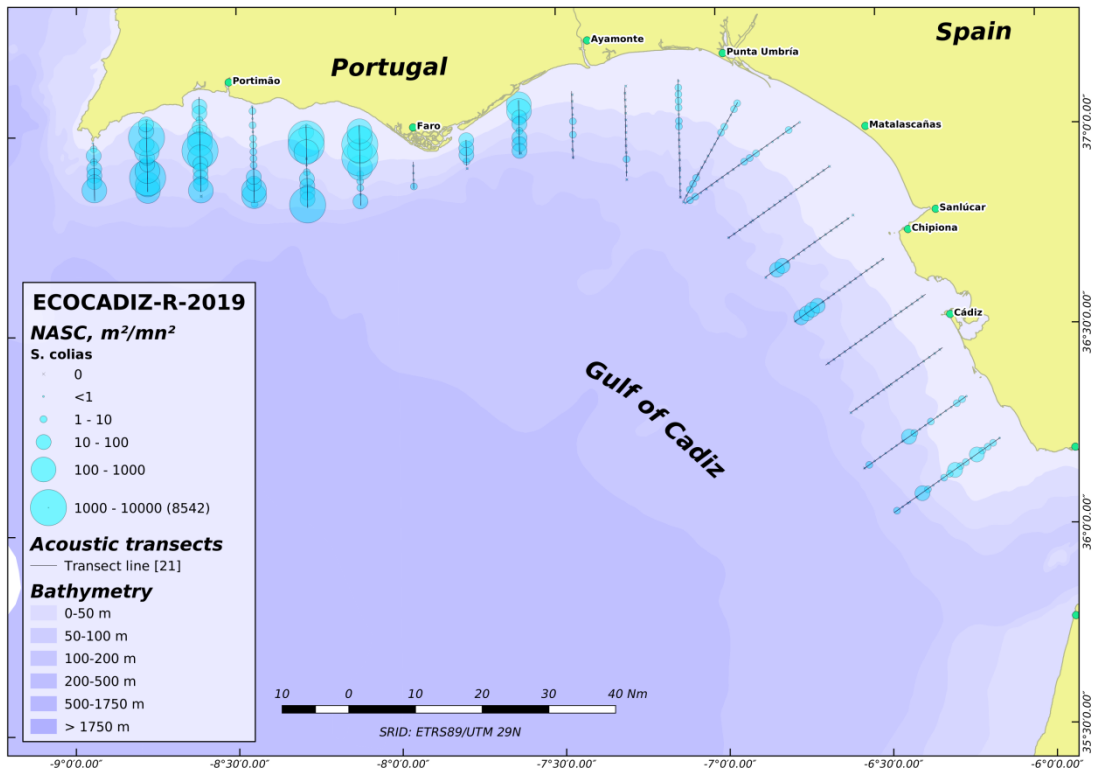 Spain
Portugal
Ayamonte
Punta Umbría
Portimão
Faro
Matalascañas
Sanlúcar
Chipiona
Cádiz
Gulf of Cadiz
37°0'0.00"
36°30'0.00"
36°0'0.00"
35°30'0.00"
ECOCADIZ-R-2019
NASC, m²/mn²
S. colias
0
<1
1 - 10
10 - 100
100 - 1000
1000 - 10000 (8542)
Acoustic transects
Transect line [21]
Bathymetry
0-50 m
50-100 m
100-200 m
200-500 m
500-1750 m
> 1750 m
10 0 10 20 30 40 Nm
SRID: ETRS89/UTM 29N
-9°0'0.00" -8°30'0.00" -8°0'0.00" -7°30'0.00" -7°0'0.00" -6°30'0.00" -6°0'0.00"